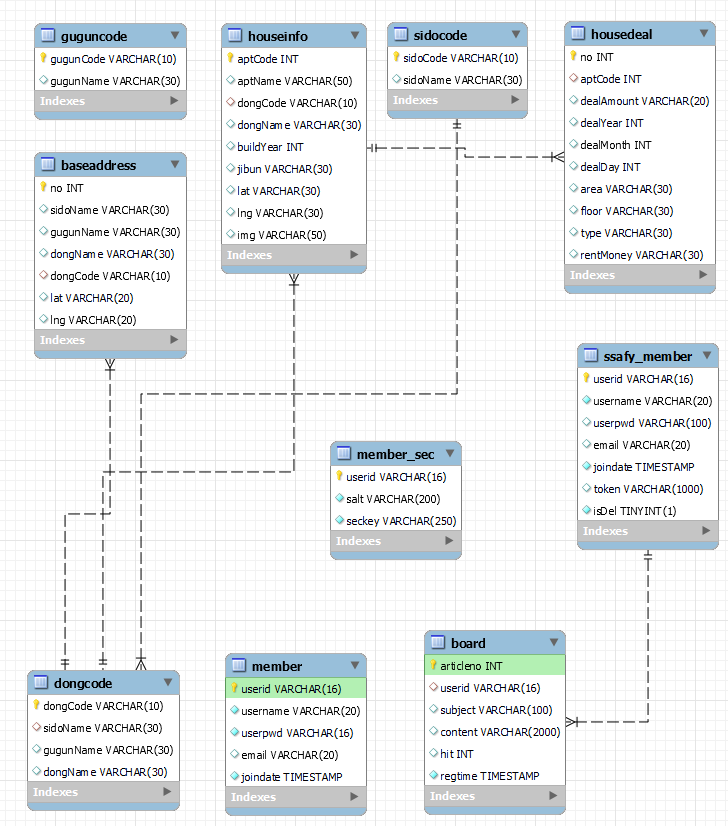 guguncode
gugunCode VARCHAR(10)
gugunName VARCHAR(30)
Indexes
houseinfo
aptCode INT
aptName VARCHAR(50)
dongCode VARCHAR(10)
dongName VARCHAR(30)
buildYear INT
jibun VARCHAR(30)
lat VARCHAR(30)
lng VARCHAR(30)
img VARCHAR(50)
Indexes
sidocode
sidoCode VARCHAR(10)
sidoName VARCHAR(30)
Indexes
housedeal
no INT
aptCode INT
dealAmount VARCHAR(20)
dealYear INT
dealMonth INT
dealDay INT
area VARCHAR(30)
floor VARCHAR(30)
type VARCHAR(30)
rentMoney VARCHAR(30)
Indexes
baseaddress
no INT
sidoName VARCHAR(30)
gugunName VARCHAR(30)
dongName VARCHAR(30)
dongCode VARCHAR(10)
lat VARCHAR(20)
lng VARCHAR(20)
Indexes
ssafy_member
userid VARCHAR(16)
username VARCHAR(20)
userpwd VARCHAR(100)
email VARCHAR(20)
joindate TIMESTAMP
token VARCHAR(1000)
isDel TINYINT(1)
Indexes
member_sec
userid VARCHAR(16)
salt VARCHAR(200)
seckey VARCHAR(250)
Indexes
dongcode
dongCode VARCHAR(10)
sidoName VARCHAR(30)
gugunName VARCHAR(30)
dongName VARCHAR(30)
Indexes
member
userid VARCHAR(16)
username VARCHAR(20)
userpwd VARCHAR(16)
email VARCHAR(20)
joindate TIMESTAMP
Indexes
board
articleno INT
userid VARCHAR(16)
subject VARCHAR(100)
content VARCHAR(2000)
hit INT
regtime TIMESTAMP
Indexes